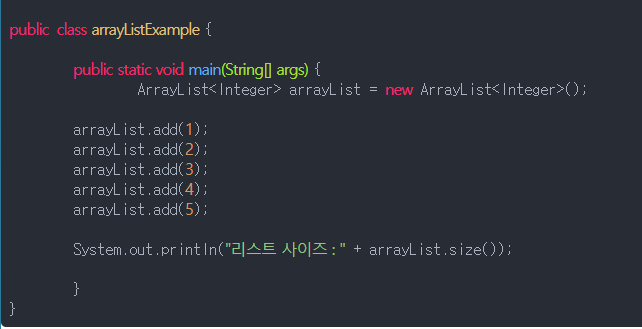 public class arrayListExample {
public static void main(String[] args) {
ArrayList<Integer> arrayList = new ArrayList<Integer>();
arrayList.add(1);
arrayList.add(2);
arrayList.add(3);
arrayList.add(4);
arrayList.add(5);
System.out.println("리스트 사이즈 : " + arrayList.size());
}
}